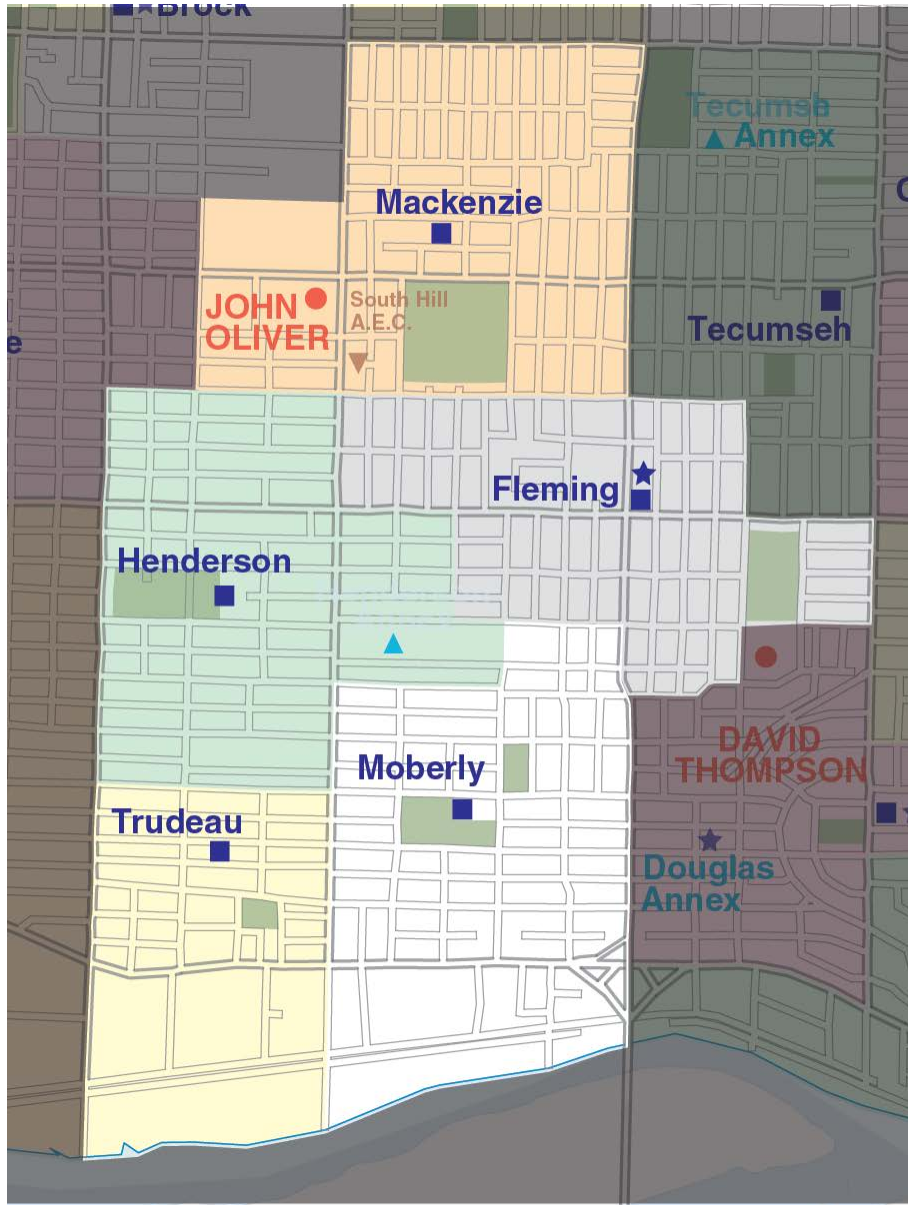 Brock
Tecumseh
Annex
Mackenzie
JOHN
OLIVER
South Hill
A.E.C.
Tecumseh
Fleming
Henderson
DAVID
THOMPSON
Moberly
Trudeau
Douglas
Annex